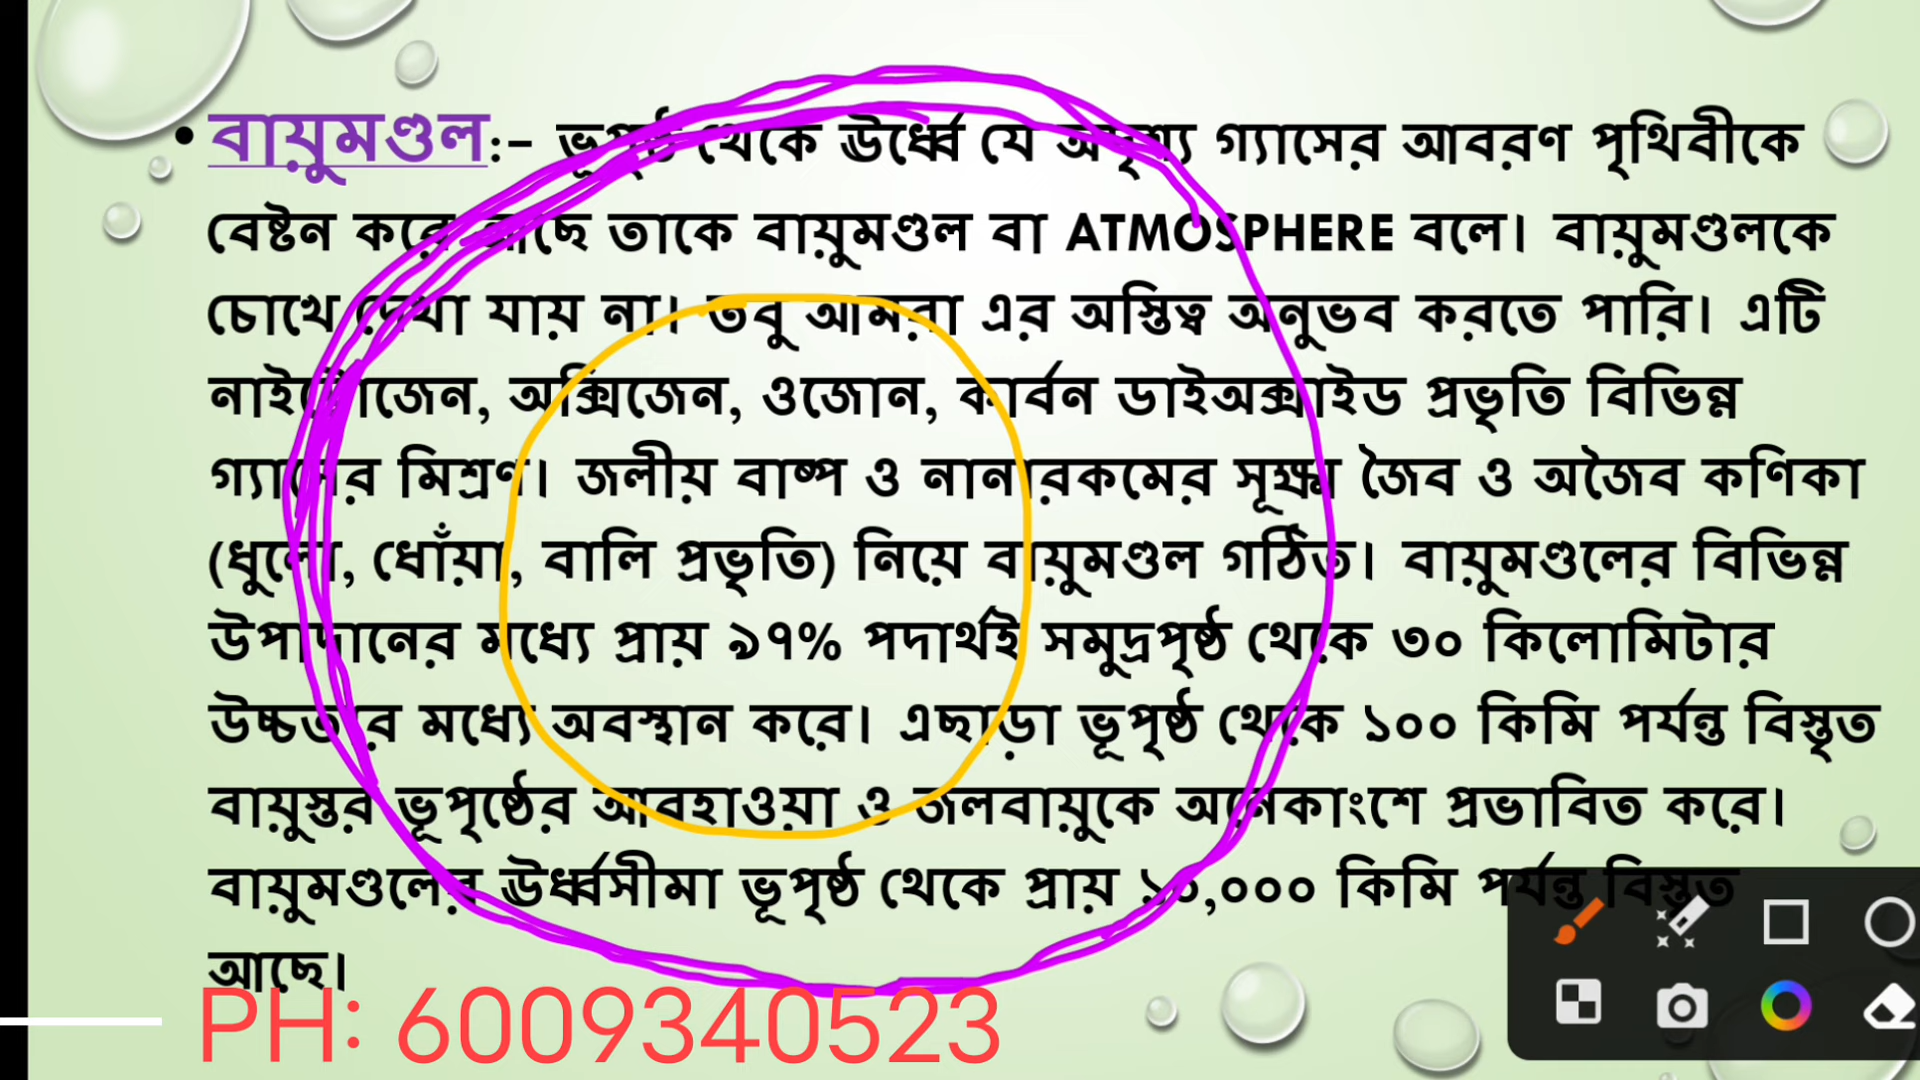 • বায়ুমণ্ডল:- ভূপৃষ্ঠ থেকে ঊর্ধ্বে যে অদৃশ্য গ্যাসের আবরণ পৃথিবীকে
বেষ্টন করে আছে তাকে বায়ুমণ্ডল বা ATMOSPHERE বলে। বায়ুমণ্ডলকে
চোখে দেখা যায় না। তবু আমরা এর অস্তিত্ব অনুভব করতে পারি। এটি
নাইট্রোজেন, অক্সিজেন, ওজোন, কার্বন ডাইঅক্সাইড প্রভৃতি বিভিন্ন
গ্যাসের মিশ্রণ। জলীয় বাষ্প ও নানারকমের সূক্ষ্ম জৈব ও অজৈব কণিকা
(ধুলো, ধোঁয়া, বালি প্রভৃতি) নিয়ে বায়ুমণ্ডল গঠিত। বায়ুমণ্ডলের বিভিন্ন
উপাদানের মধ্যে প্রায় ৯৭% পদার্থই সমুদ্রপৃষ্ঠ থেকে ৩০ কিলোমিটার
উচ্চতার মধ্যে অবস্থান করে। এছাড়া ভূপৃষ্ঠ থেকে ১০০ কিমি পর্যন্ত বিস্তৃত
বায়ুস্তর ভূপৃষ্ঠের আবহাওয়া ও জলবায়ুকে অনেকাংশে প্রভাবিত করে।
বায়ুমণ্ডলের ঊর্ধ্বসীমা ভূপৃষ্ঠ থেকে প্রায় ১০,০০০ কিমি পর্যন্ত বিস্তৃত
আছে।
PH: 6009340523